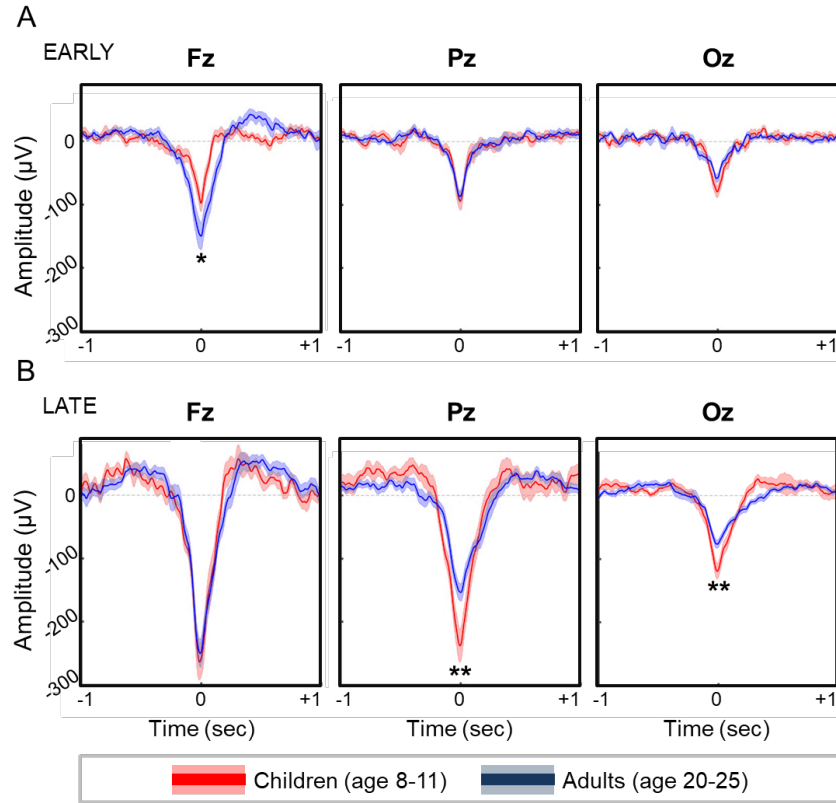 A
EARLY
Fz Pz Oz
Amplitude (µV)
0
-100
-200
-300
*
-1 0 +1 -1 0 +1 -1 0 +1
B
LATE
Fz Pz Oz
Amplitude (µV)
0
-100
-200
-300
** **
-1 0 +1 -1 0 +1 -1 0 +1
Time (sec) Time (sec) Time (sec)
Children (age 8-11) Adults (age 20-25)